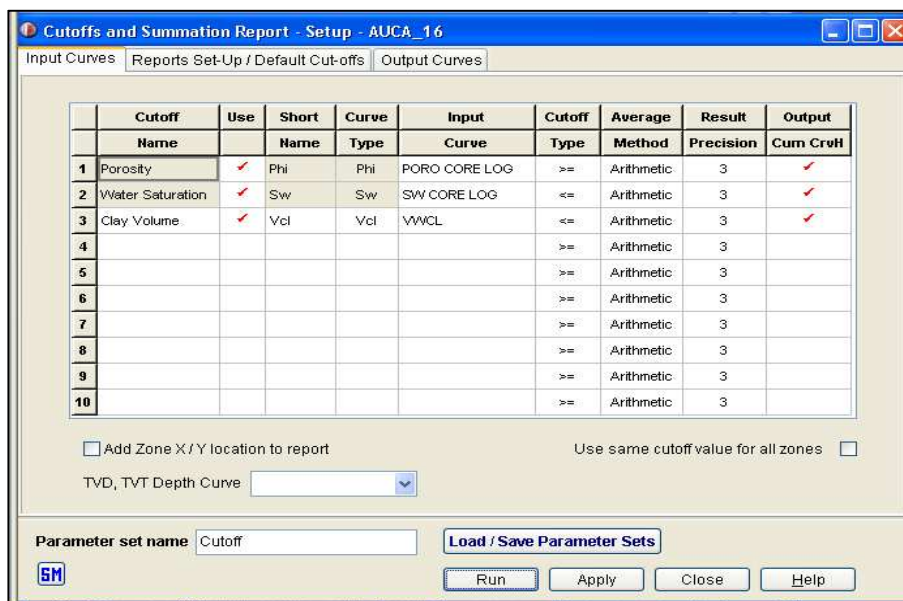 Cutoffs and Summation Report - Setup - AUCA_16
Input Curves Reports Set-Up / Default Cut-offs Output Curves
Cutoff Use Short Curve Input Cutoff Average Result Output
Name Name Type Curve Type Method Precision Cum CrvH
1 Porosity ✔ Phi Phi PORO CORE LOG >= Arithmetic 3 ✔
2 Water Saturation ✔ Sw Sw SW CORE LOG <= Arithmetic 3 ✔
3 Clay Volume ✔ Vcl Vcl VWCL <= Arithmetic 3 ✔
4 >= Arithmetic 3
5 >= Arithmetic 3
6 >= Arithmetic 3
7 >= Arithmetic 3
8 >= Arithmetic 3
9 >= Arithmetic 3
10 >= Arithmetic 3
Add Zone X / Y location to report Use same cutoff value for all zones
TVD, TVT Depth Curve
Parameter set name Cutoff Load / Save Parameter Sets
SM Run Apply Close Help